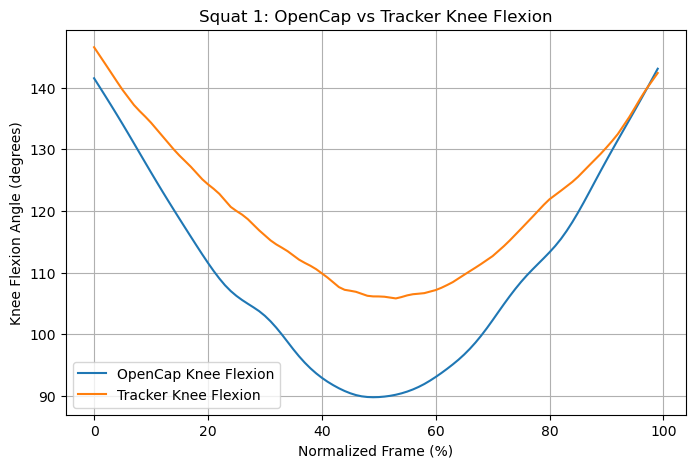 Squat 1: OpenCap vs Tracker Knee Flexion
Knee Flexion Angle (degrees)
140
130
120
110
100
90
OpenCap Knee Flexion
Tracker Knee Flexion
0
20
40
60
80
100
Normalized Frame (%)